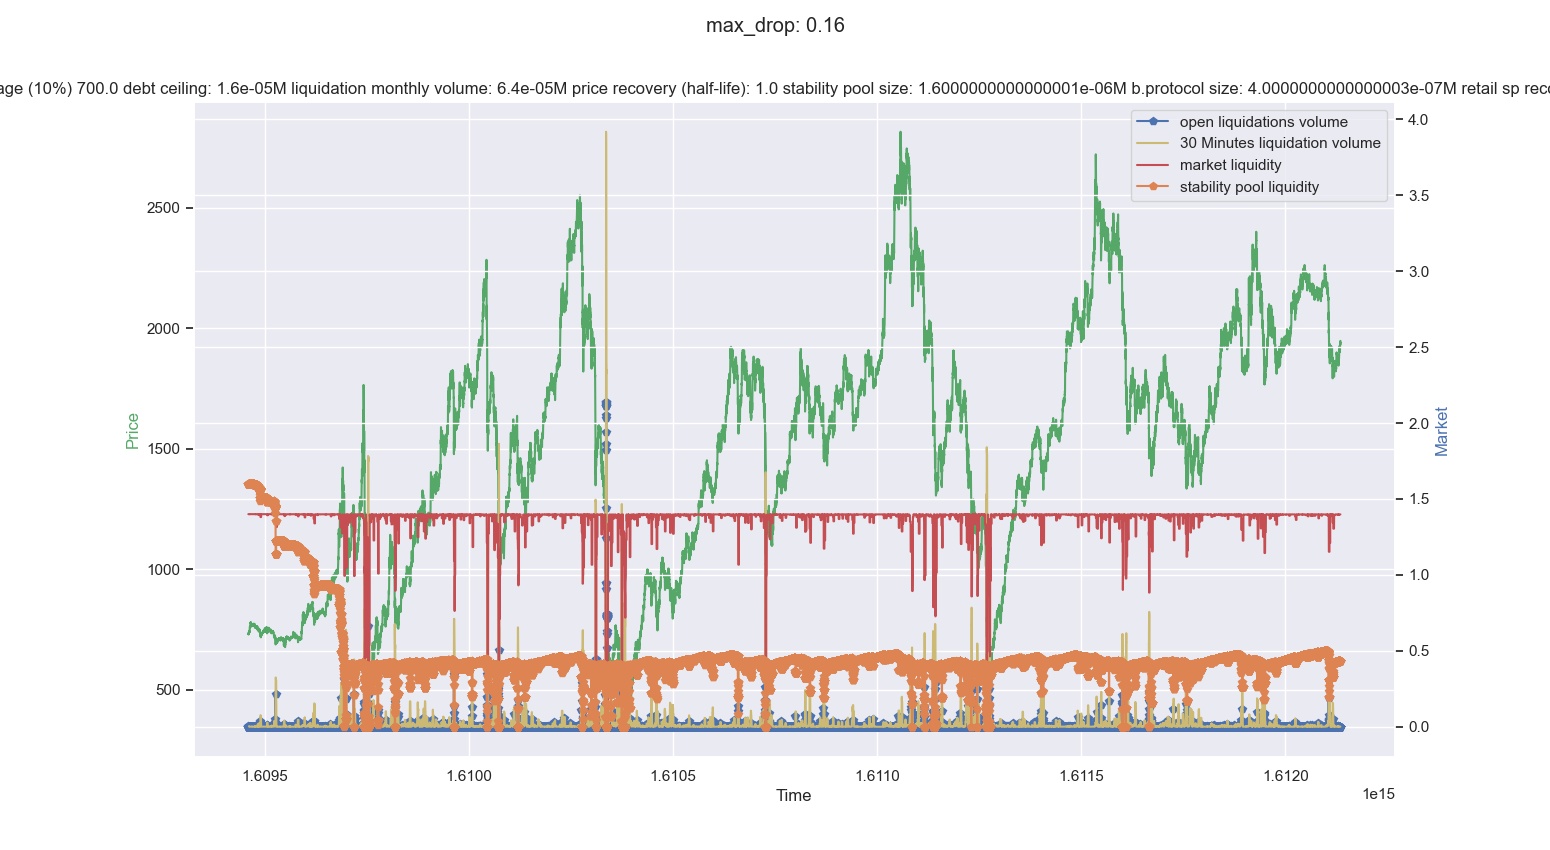 max_drop: 0.16
age (10%) 700.0 debt ceiling: 1.6e-05M liquidation monthly volume: 6.4e-05M price recovery (half-life): 1.0 stability pool size: 1.6000000000000001e-06M b.protocol size: 4.0000000000000003e-07M retail sp reco
open liquidations volume
30 Minutes liquidation volume
market liquidity
stability pool liquidity
Price
2500
2000
1500
1000
500
4.0
3.5
3.0
2.5
2.0
1.5
1.0
0.5
0.0
Market
1.6095 1.6100 1.6105 1.6110 1.6115 1.6120
Time
1e15